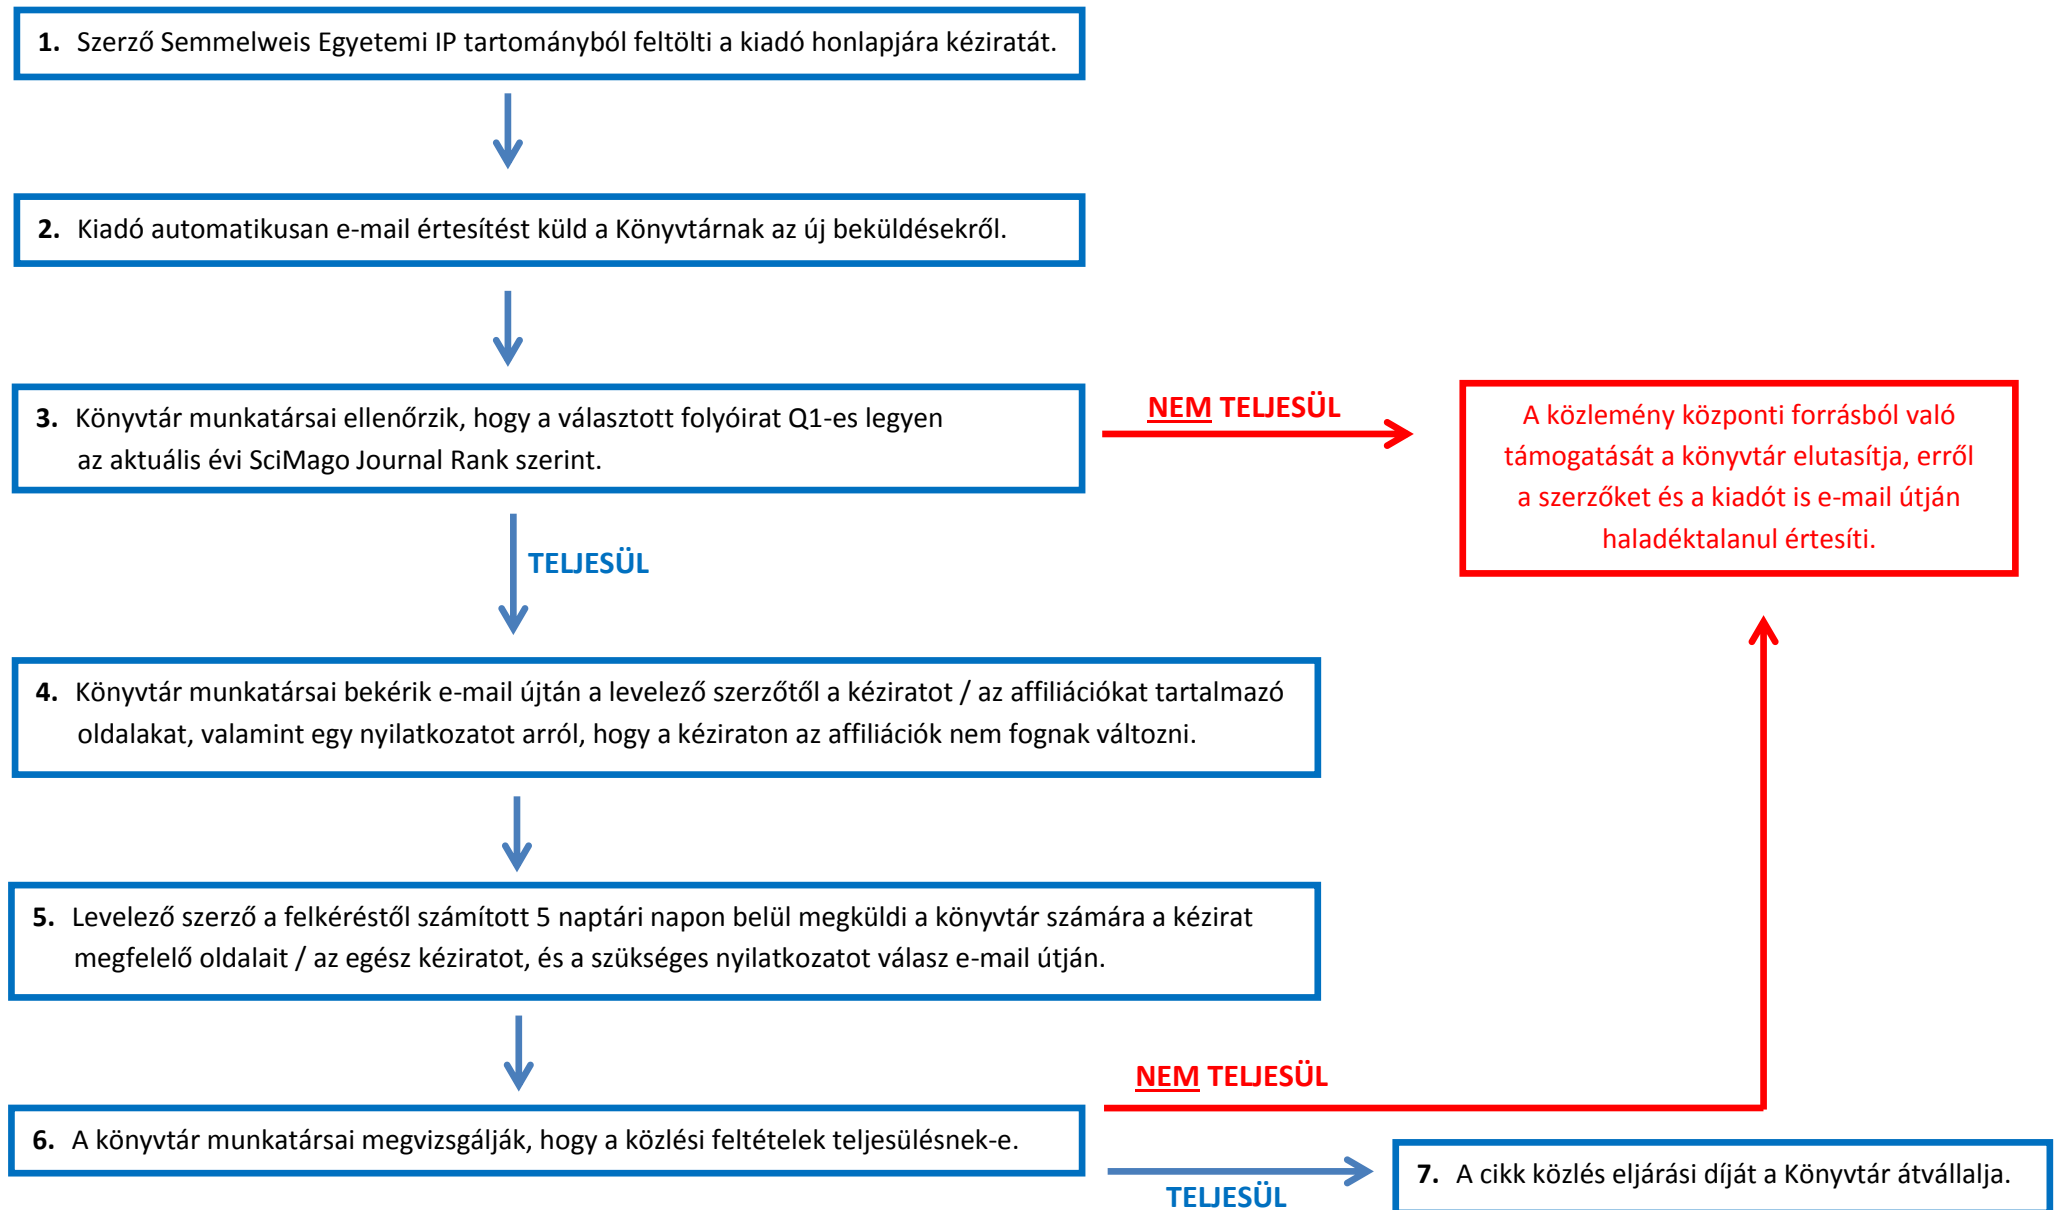 1. Szerző Semmelweis Egyetemi IP tartományból feltölti a kiadó honlapjára kéziratát.
2. Kiadó automatikusan e-mail értesítést küld a Könyvtárnak az új beküldésekről.
3. Könyvtár munkatársai ellenőrzik, hogy a választott folyóirat Q1-es legyen
az aktuális évi SciMago Journal Rank szerint.
NEM TELJESÜL
A közlemény központi forrásból való
támogatását a könyvtár elutasítja, erről
a szerzőket és a kiadót is e-mail útján
haladéktalanul értesíti.
TELJESÜL
4. Könyvtár munkatársai bekérik e-mail újtán a levelező szerzőtől a kéziratot / az affiliációkat tartalmazó
oldalakat, valamint egy nyilatkozatot arról, hogy a kéziraton az affiliációk nem fognak változni.
5. Levelező szerző a felkéréstől számított 5 naptári napon belül megküldi a könyvtár számára a kézirat
megfelelő oldalait / az egész kéziratot, és a szükséges nyilatkozatot válasz e-mail útján.
NEM TELJESÜL
6. A könyvtár munkatársai megvizsgálják, hogy a közlési feltételek teljesülésnek-e.
TELJESÜL
7. A cikk közlés eljárási díját a Könyvtár átvállalja.